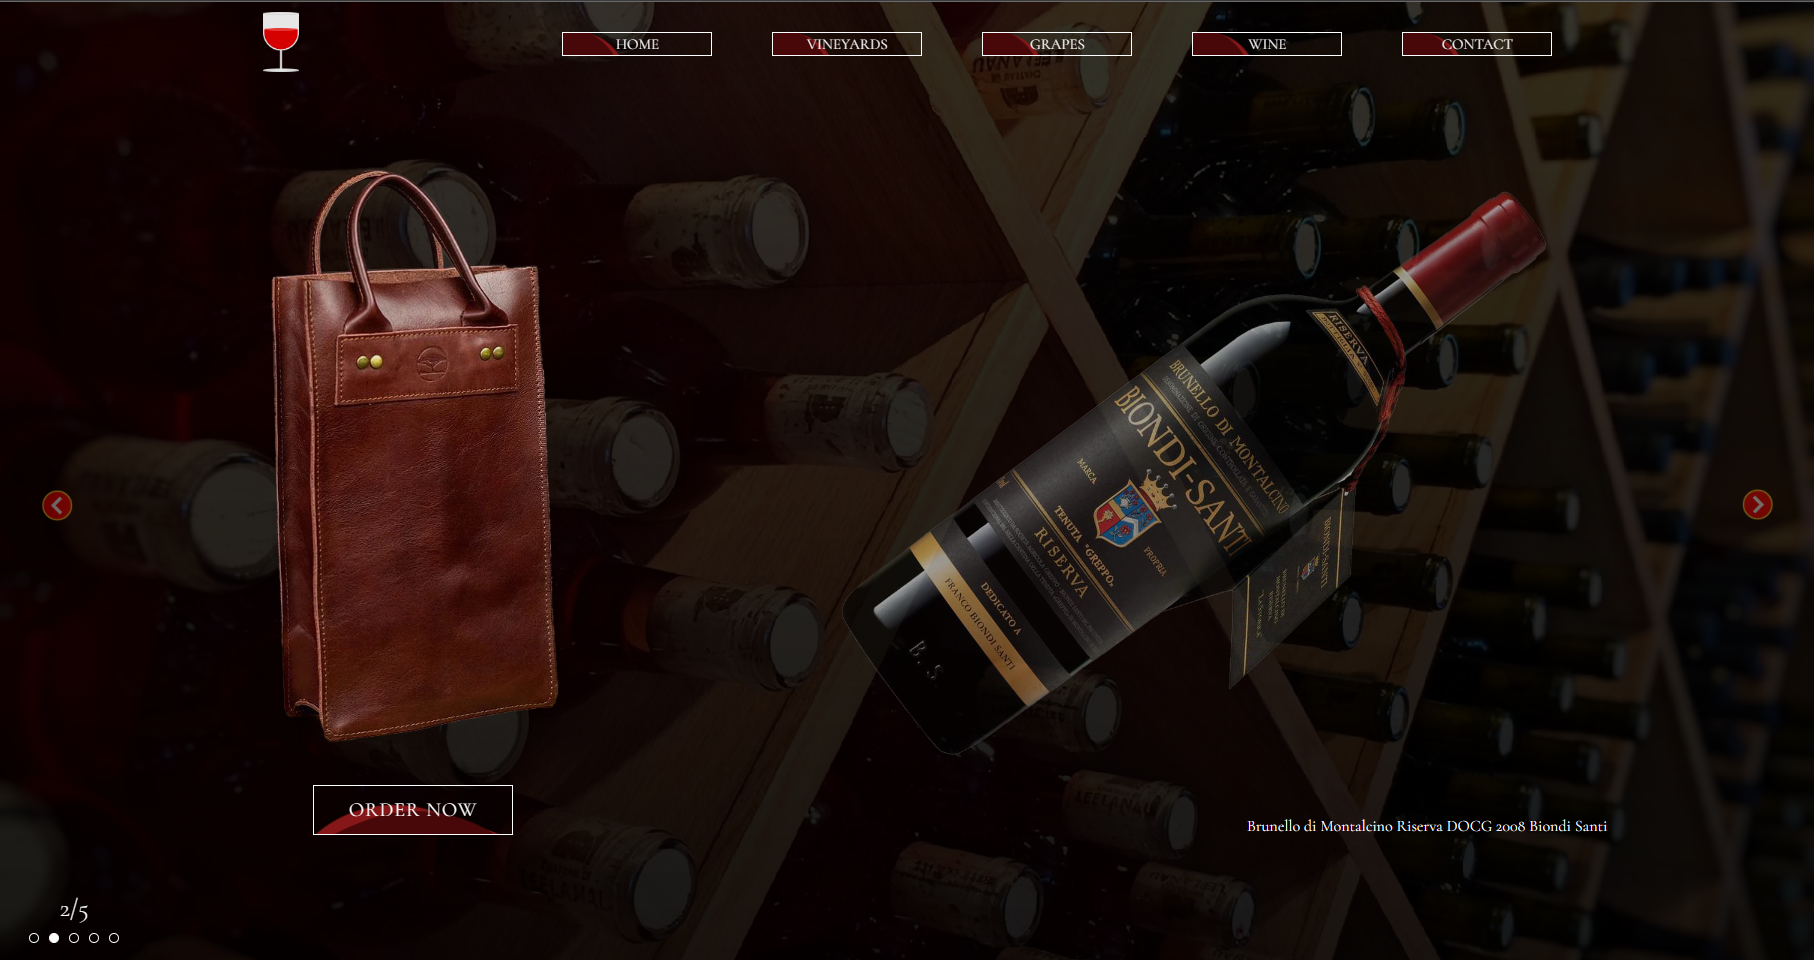 HOME
VINEYARDS
GRAPES
WINE
CONTACT
RISERVA
BRUNELLO DI MONTALCINO
BIONDI-SANTI
MARCA
PROPRIA
TENUTA "GREPPO"
RISERVA
DEDICATO A
FRANCO BIONDI SANTI
B. S
ORDER NOW
Brunello di Montalcino Riserva DOCG 2008 Biondi Santi
2/5